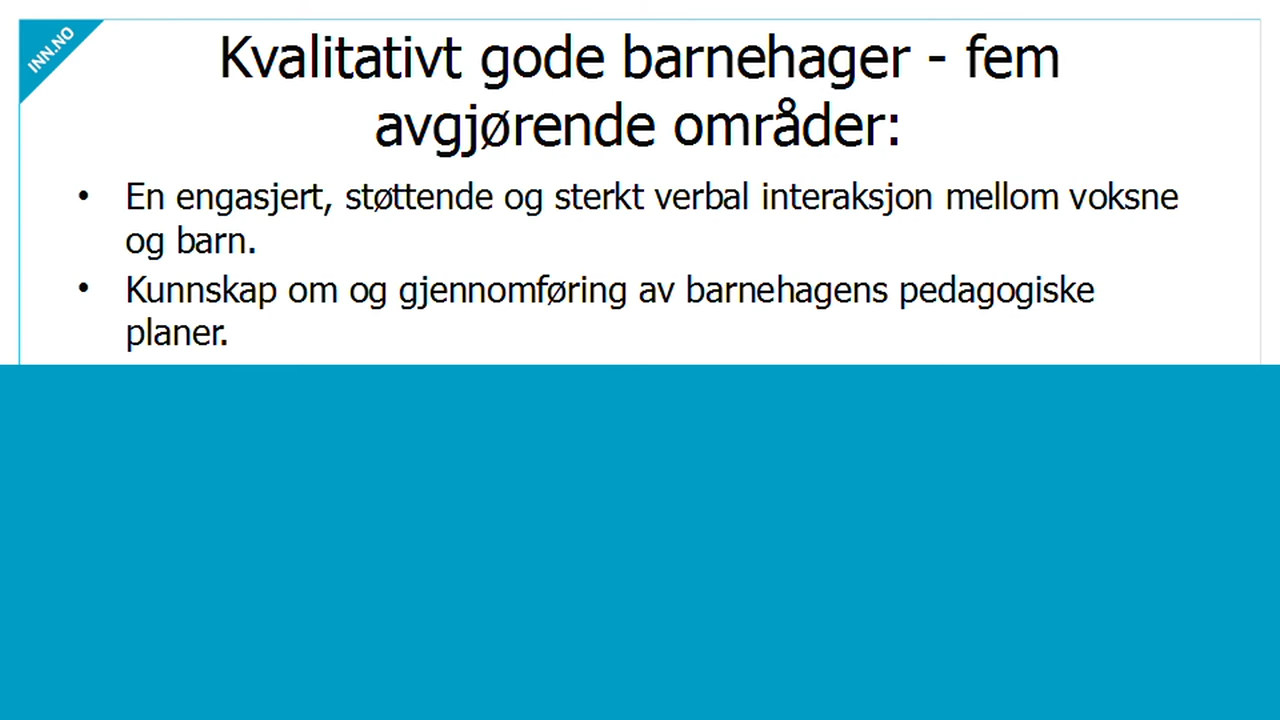 INN.NO
Kvalitativt gode barnehager - fem
avgjørende områder:
• En engasjert, støttende og sterkt verbal interaksjon mellom voksne
og barn.
• Kunnskap om og gjennomføring av barnehagens pedagogiske
planer.